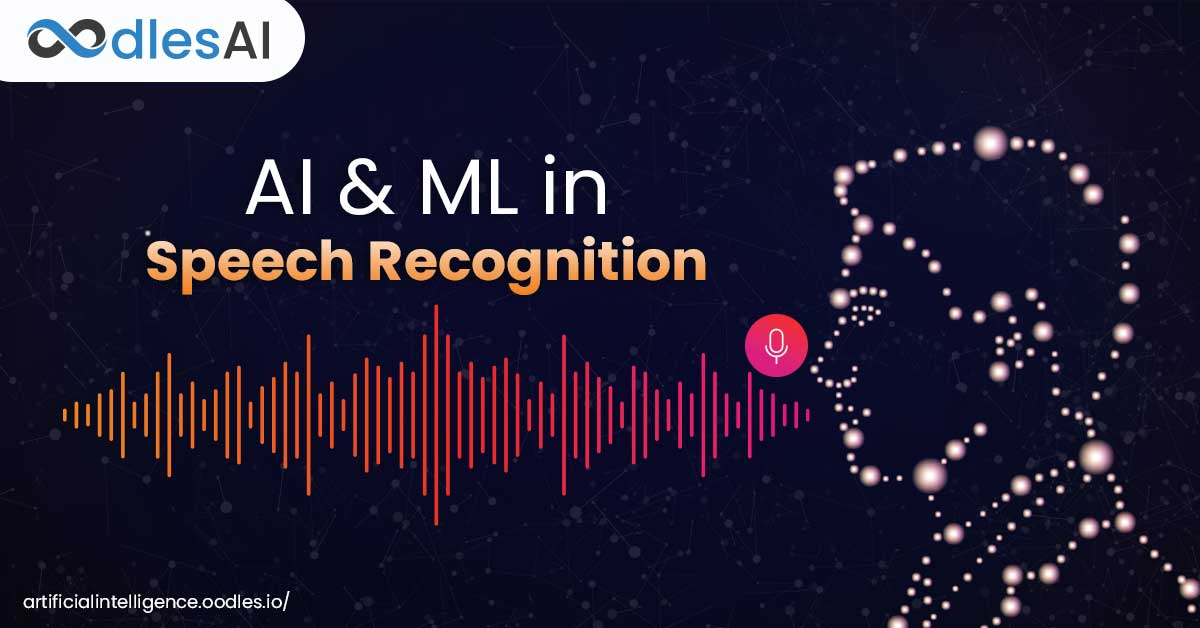 oodlesAI
AI & ML in
Speech Recognition
artificialintelligence.oodles.io/